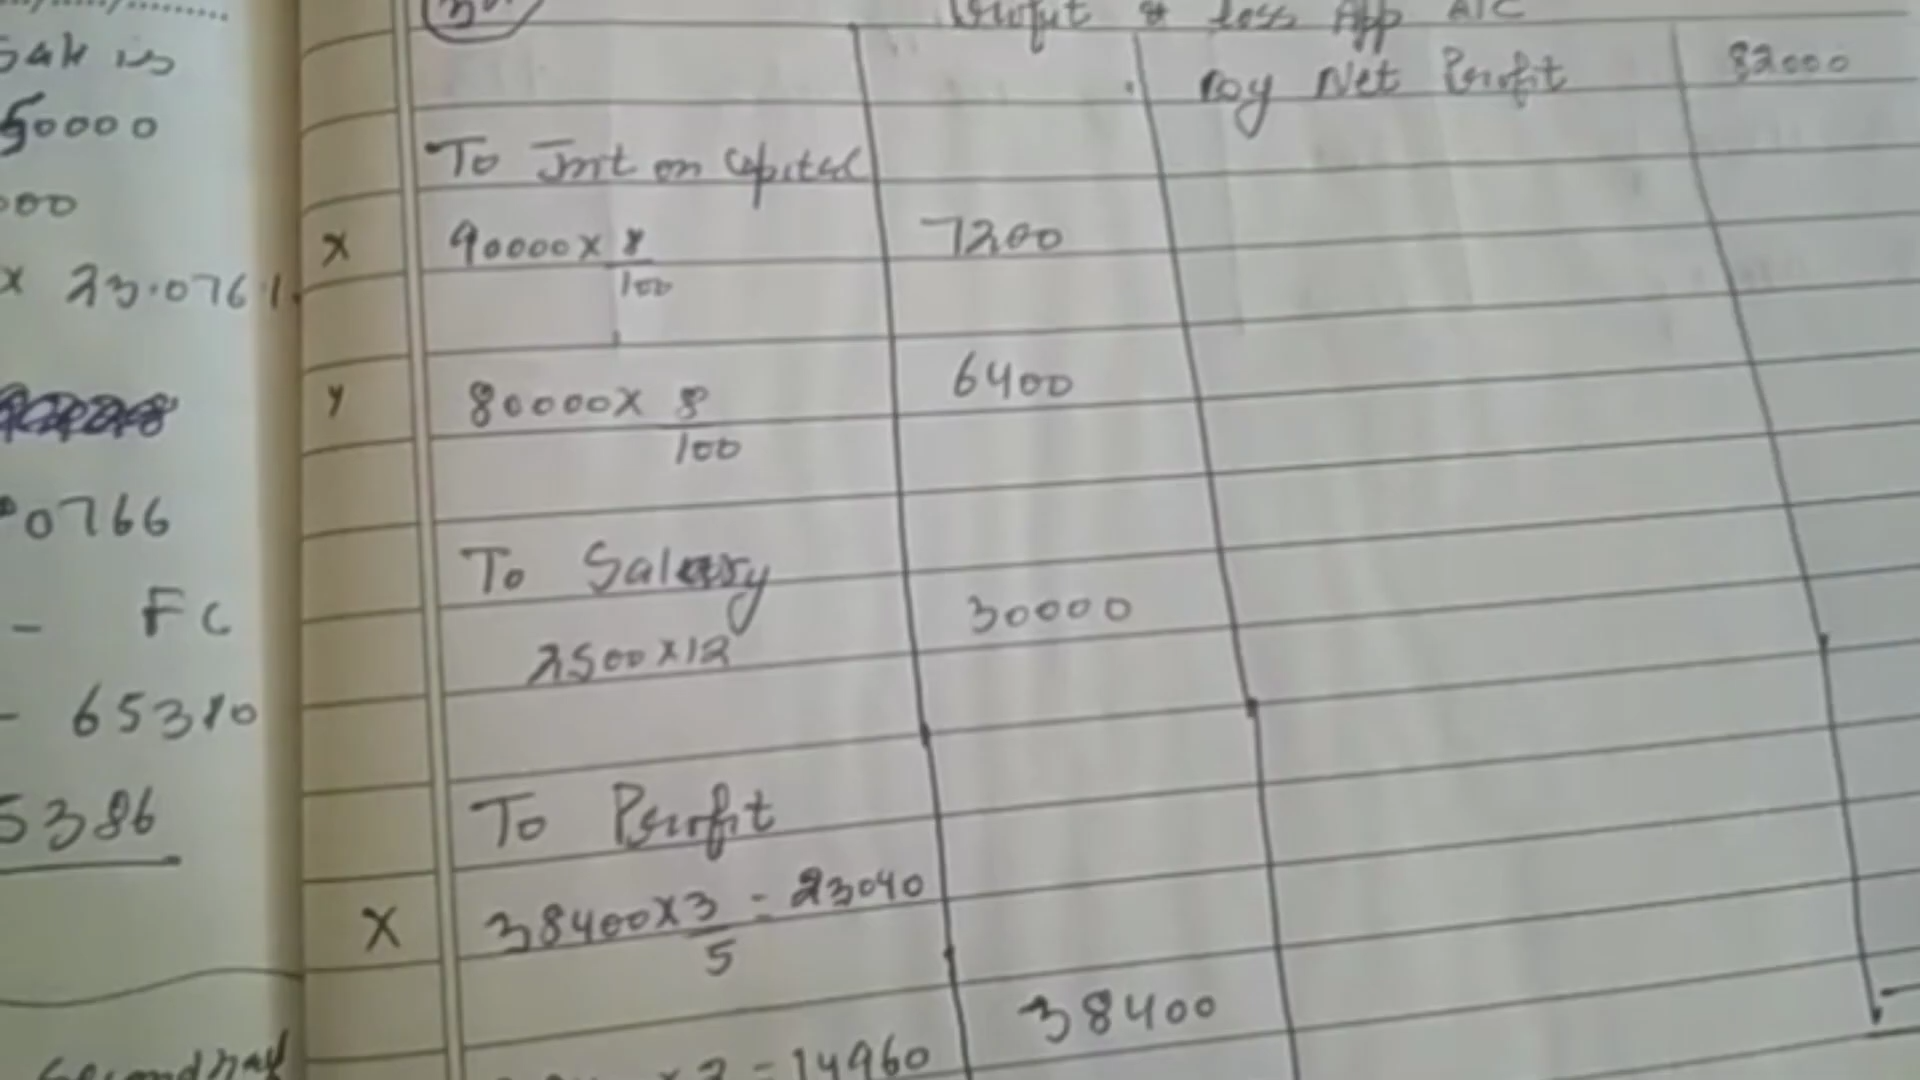 50000
000
x 23.076%
0766
- FC
- 65310
5386
Profit & loss App A/C
By Net Profit 82000
To Int on Capital
X 90000 x 8/100 7200
Y 80000 x 8/100 6400
To Salary
2500 x 12 30000
To Profit
X 38400 x 3/5 = 23040
38400
x 2 = 14960